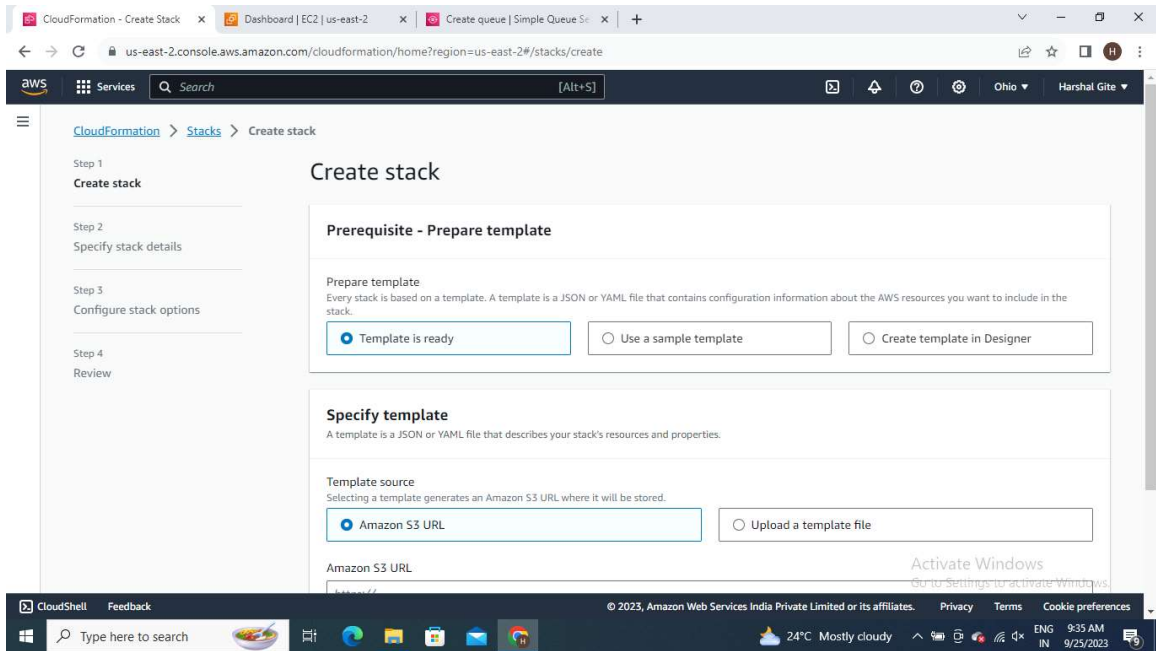 CloudFormation - Create Stack
Dashboard | EC2 | us-east-2
Create queue | Simple Queue Se
us-east-2.console.aws.amazon.com/cloudformation/home?region=us-east-2#/stacks/create
H
aws
Services
Search
[Alt+S]
Ohio
Harshal Gite
CloudFormation > Stacks > Create stack
Step 1
Create stack
Step 2
Specify stack details
Step 3
Configure stack options
Step 4
Review
Create stack
Prerequisite - Prepare template
Prepare template
Every stack is based on a template. A template is a JSON or YAML file that contains configuration information about the AWS resources you want to include in the
stack.
Template is ready
Use a sample template
Create template in Designer
Specify template
A template is a JSON or YAML file that describes your stack's resources and properties.
Template source
Selecting a template generates an Amazon S3 URL where it will be stored.
Amazon S3 URL
Upload a template file
Amazon S3 URL
https://
Activate Windows
Go to Settings to activate Windows.
CloudShell
Feedback
© 2023, Amazon Web Services India Private Limited or its affiliates.
Privacy
Terms
Cookie preferences
Type here to search
24°C Mostly cloudy
ENG
IN
9:35 AM
9/25/2023